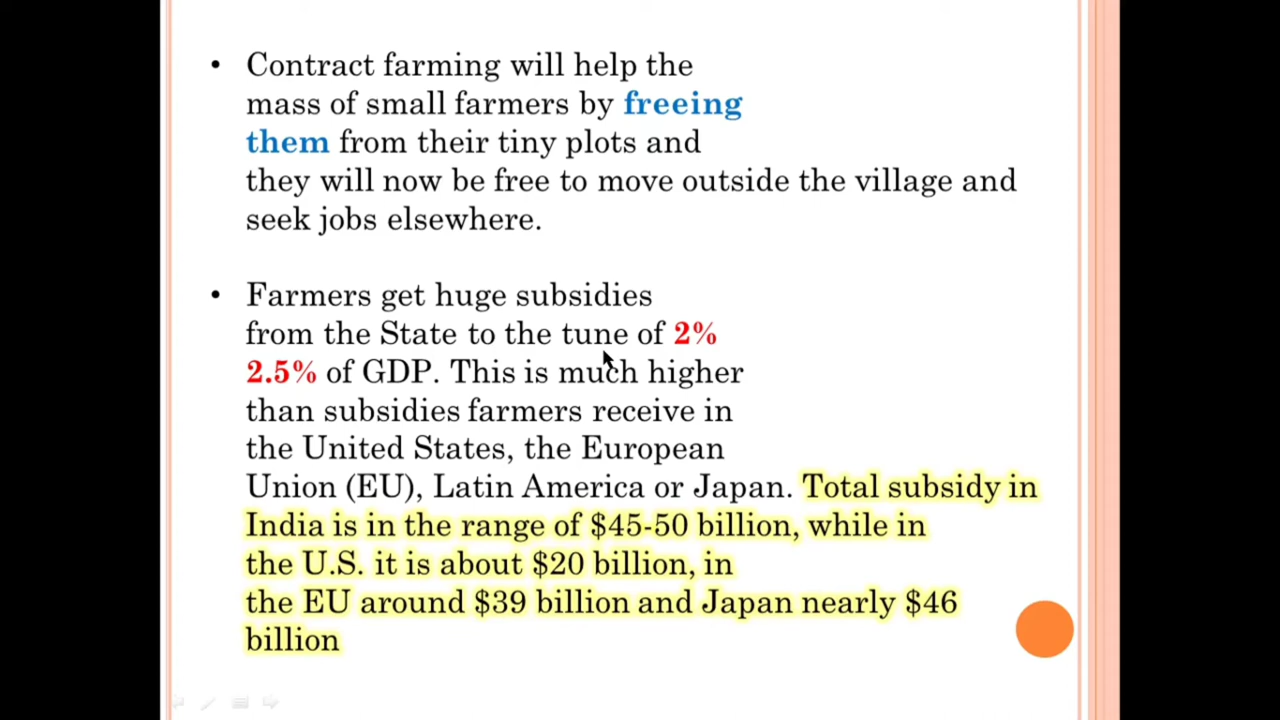 • Contract farming will help the
mass of small farmers by freeing
them from their tiny plots and
they will now be free to move outside the village and
seek jobs elsewhere.
• Farmers get huge subsidies
from the State to the tune of 2%
2.5% of GDP. This is much higher
than subsidies farmers receive in
the United States, the European
Union (EU), Latin America or Japan. Total subsidy in
India is in the range of $45-50 billion, while in
the U.S. it is about $20 billion, in
the EU around $39 billion and Japan nearly $46
billion